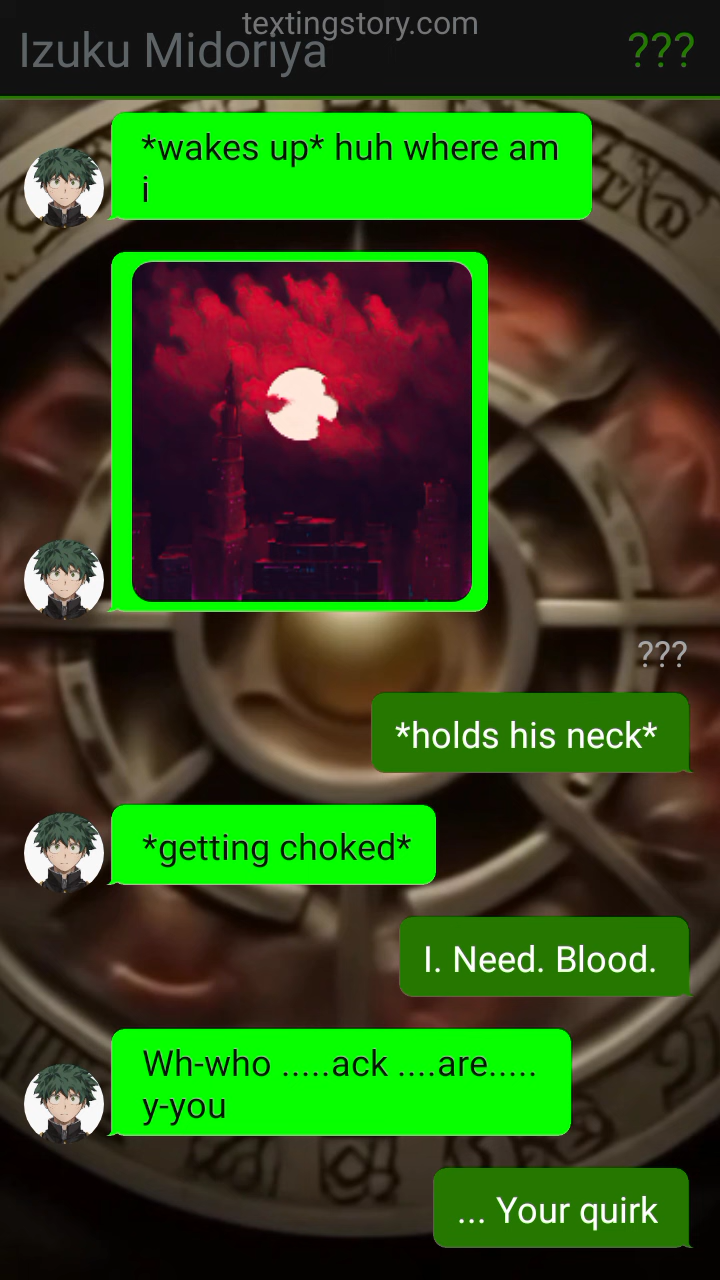 textingstory.com
Izuku Midoriya
???
*wakes up* huh where am
i
???
*holds his neck*
*getting choked*
I. Need. Blood.
Wh-who .....ack ....are.....
y-you
... Your quirk